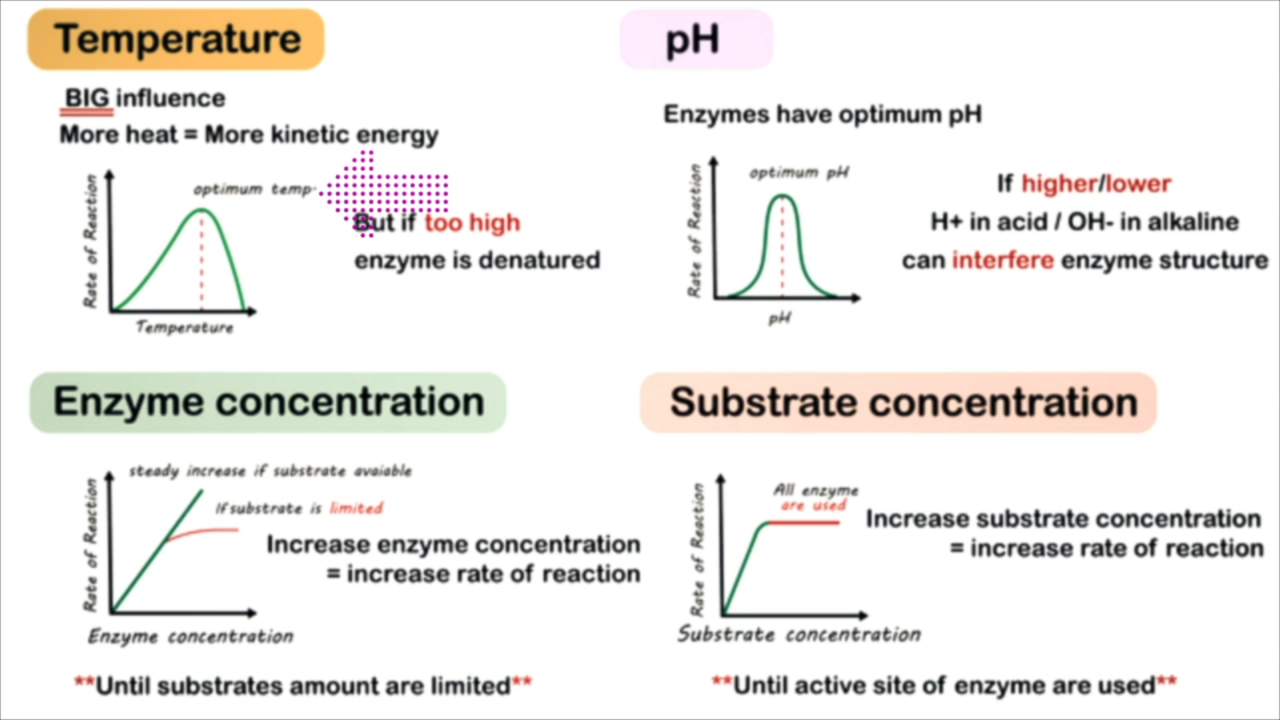 Temperature
BIG influence
More heat = More kinetic energy
optimum temp.
Rate of Reaction
But if too high
enzyme is denatured
Temperature
pH
Enzymes have optimum pH
optimum pH
Rate of Reaction
If higher/lower
H+ in acid / OH- in alkaline
can interfere enzyme structure
pH
Enzyme concentration
steady increase if substrate avaiable
If substrate is limited
Rate of Reaction
Increase enzyme concentration
= increase rate of reaction
Enzyme concentration
**Until substrates amount are limited**
Substrate concentration
All enzyme
are used
Rate of Reaction
Increase substrate concentration
= increase rate of reaction
Substrate concentration
**Until active site of enzyme are used**